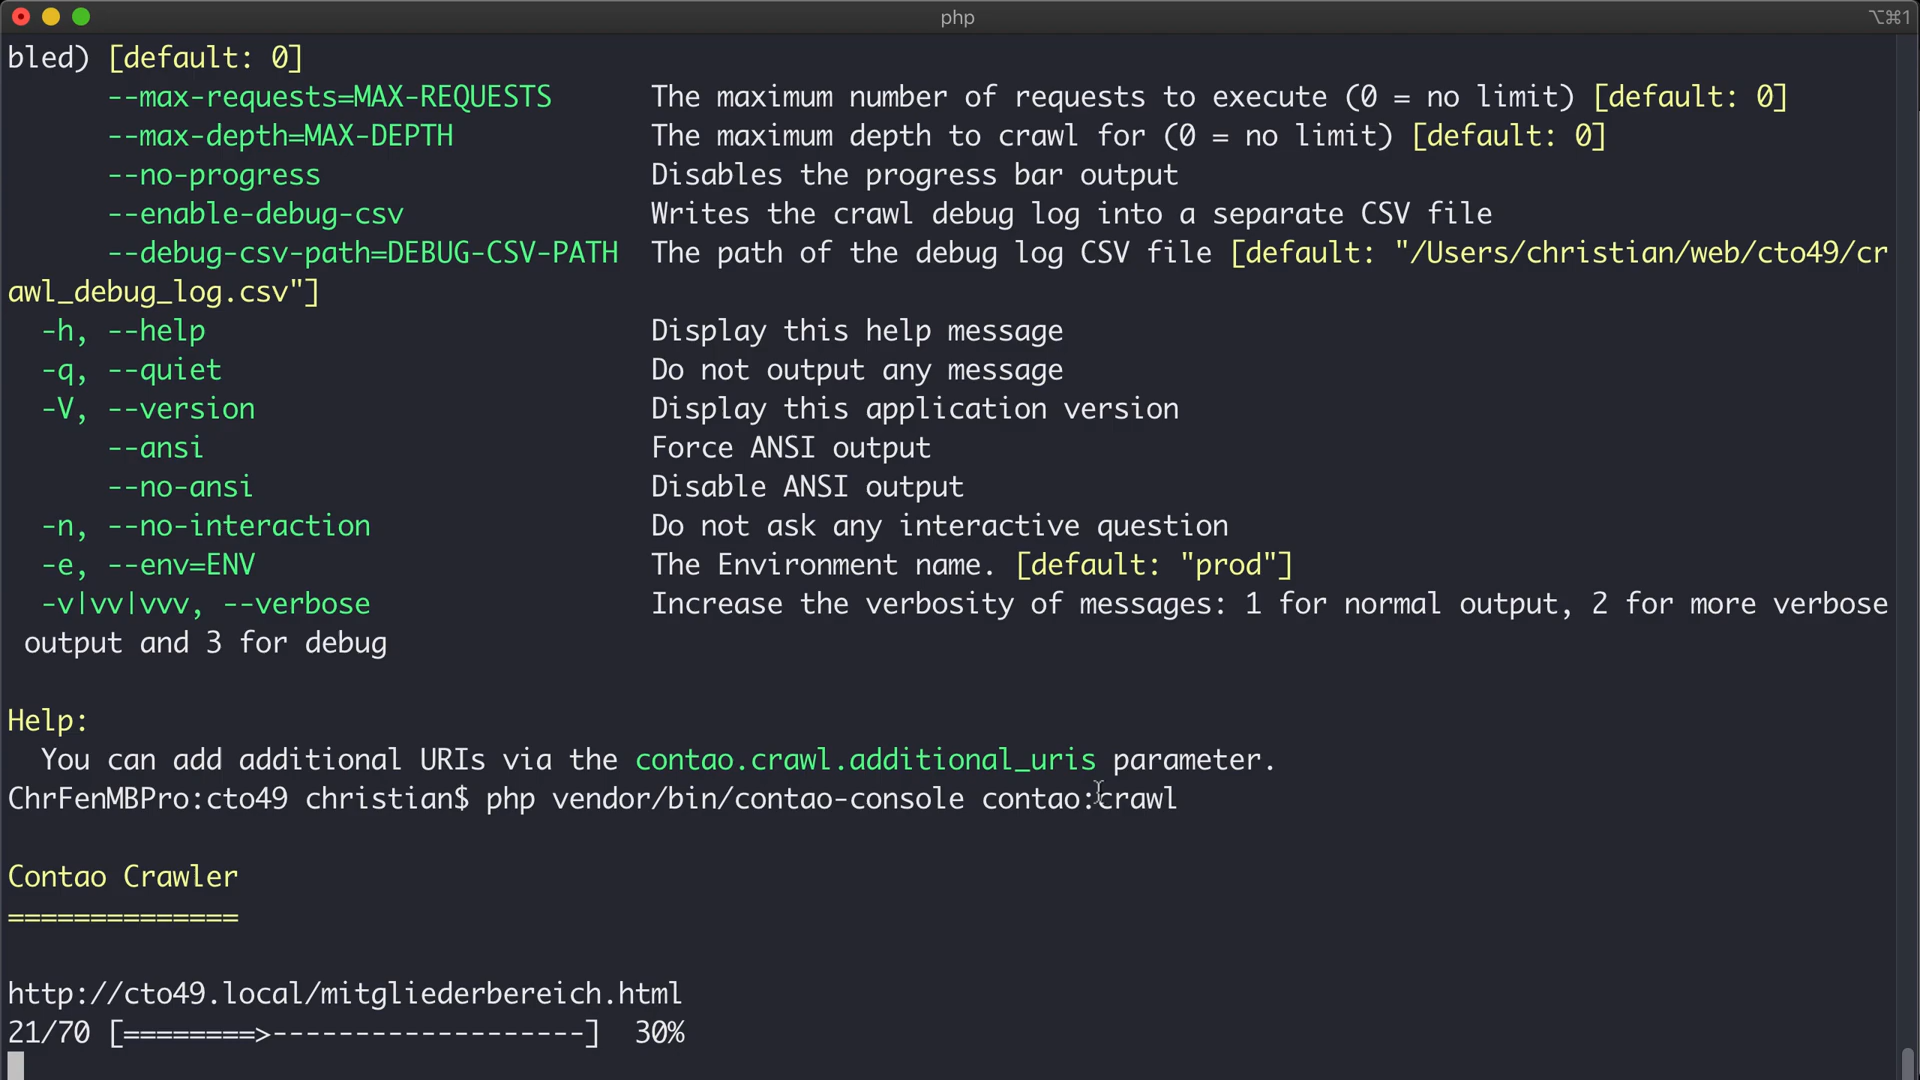 php
⌥⌘1
bled) [default: 0]
--max-requests=MAX-REQUESTS The maximum number of requests to execute (0 = no limit) [default: 0]
--max-depth=MAX-DEPTH The maximum depth to crawl for (0 = no limit) [default: 0]
--no-progress Disables the progress bar output
--enable-debug-csv Writes the crawl debug log into a separate CSV file
--debug-csv-path=DEBUG-CSV-PATH The path of the debug log CSV file [default: "/Users/christian/web/cto49/cr
awl_debug_log.csv"]
-h, --help Display this help message
-q, --quiet Do not output any message
-V, --version Display this application version
--ansi Force ANSI output
--no-ansi Disable ANSI output
-n, --no-interaction Do not ask any interactive question
-e, --env=ENV The Environment name. [default: "prod"]
-v|vv|vvv, --verbose Increase the verbosity of messages: 1 for normal output, 2 for more verbose
output and 3 for debug
Help:
You can add additional URIs via the contao.crawl.additional_uris parameter.
ChrFenMBPro:cto49 christian$ php vendor/bin/contao-console contao:crawl
Contao Crawler
==============
http://cto49.local/mitgliederbereich.html
21/70 [========>-------------------] 30%